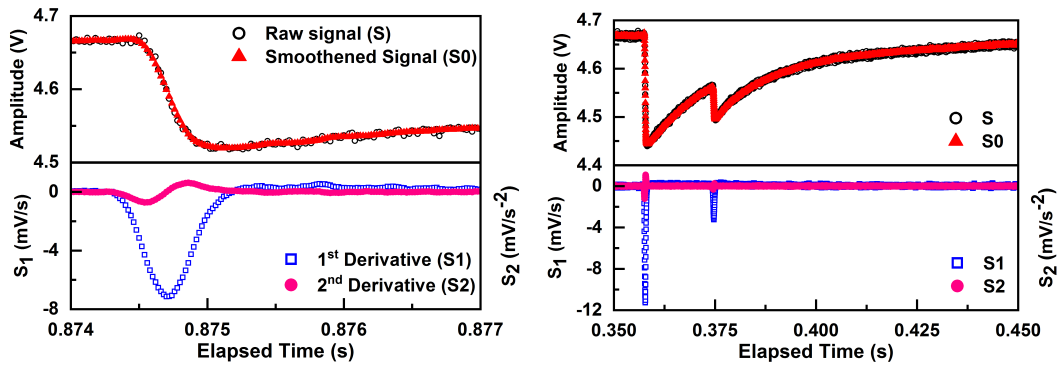 4.7
4.6
4.5
Amplitude (V)
Raw signal (S)
Smoothened Signal (S0)
0
-4
-8
S1 (mV/s)
S2 (mV/s-2)
1st Derivative (S1)
2nd Derivative (S2)
0.874
0.875
0.876
0.877
Elapsed Time (s)
4.7
4.6
4.5
4.4
Amplitude (V)
S
S0
0
-3
-6
-9
-12
S1 (mV/s)
S2 (mV/s-2)
S1
S2
0.350
0.375
0.400
0.425
0.450
Elapsed Time (s)